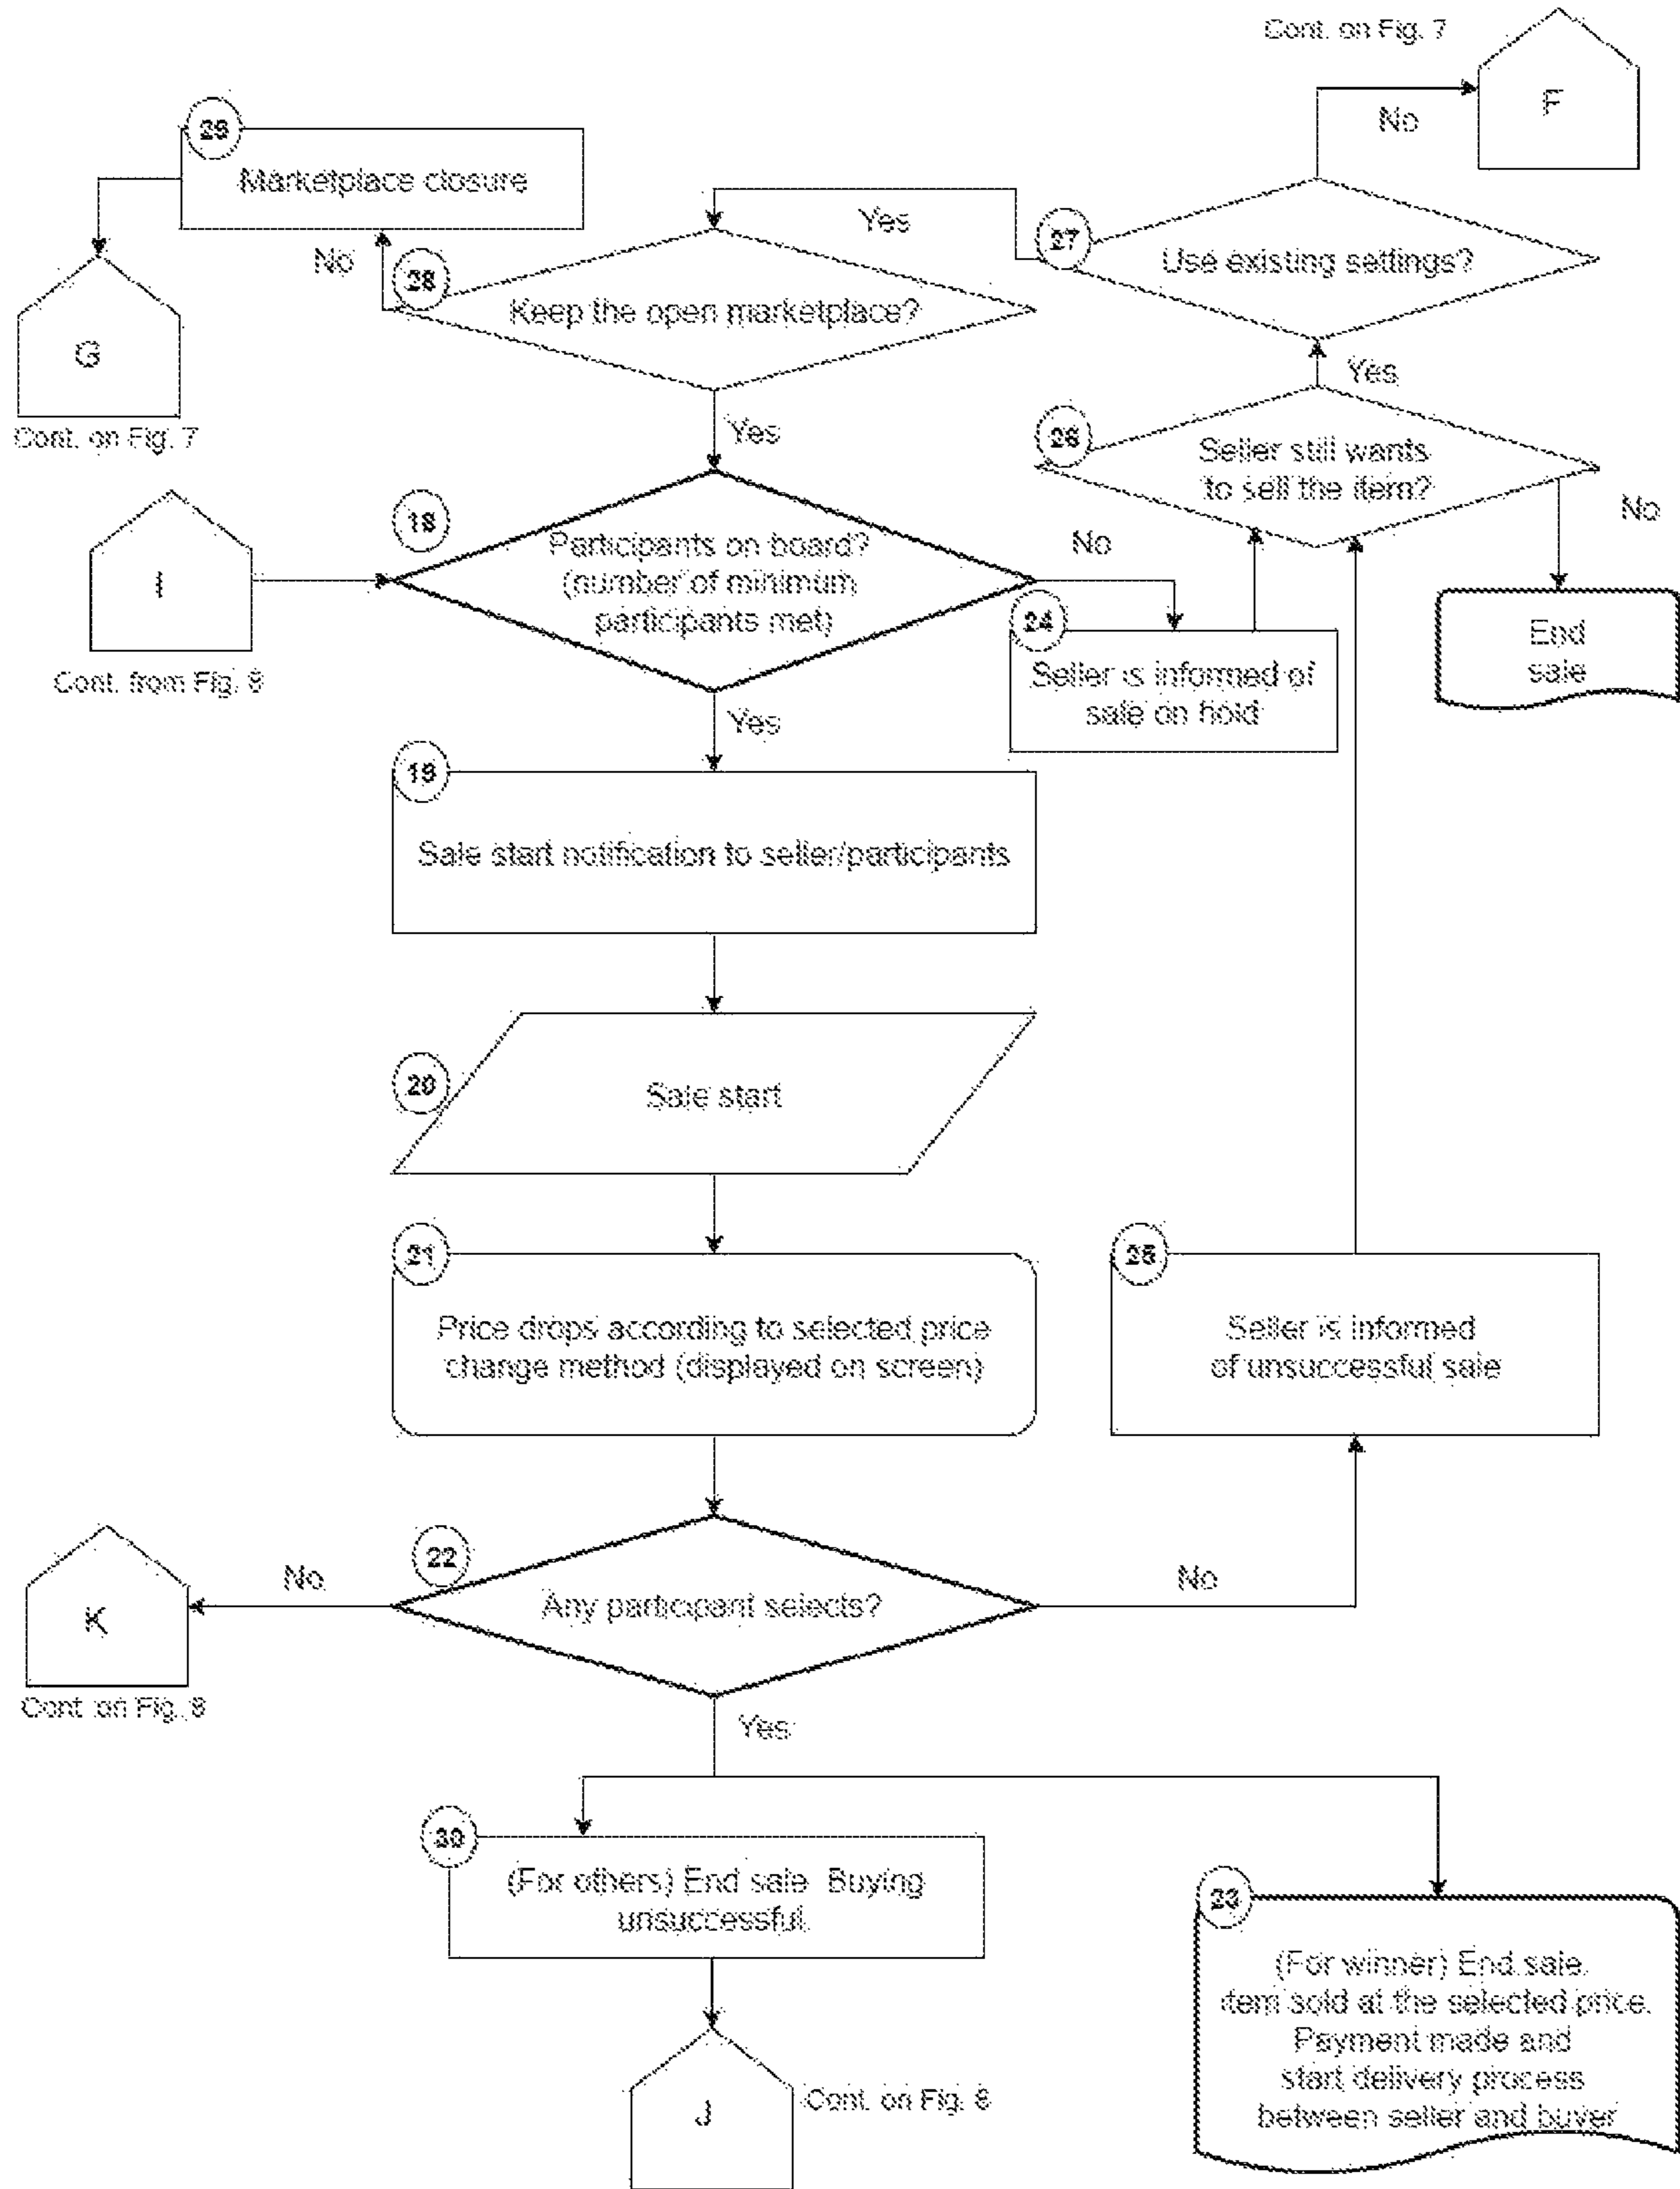 Cont. on Fig. 7
F
No
29
Marketplace closure
Yes
27
Use existing settings?
No
28
Keep the open marketplace?
G
Cont. on Fig. 7
Yes
Yes
26
Seller still wants
to sell the item?
No
18
Participants on board?
(number of minimum
participants met)
No
I
Cont. from Fig. 8
24
Seller is informed of
sale on hold
End
sale
Yes
19
Sale start notification to seller/participants
20
Sale start
21
Price drops according to selected price
change method (displayed on screen)
25
Seller is informed
of unsuccessful sale
22
No
Any participant selects?
No
K
Cont. on Fig. 8
Yes
30
(For others) End sale. Buying
unsuccessful.
23
(For winner) End sale.
Item sold at the selected price.
Payment made and
start delivery process
between seller and buyer
J
Cont. on Fig. 8